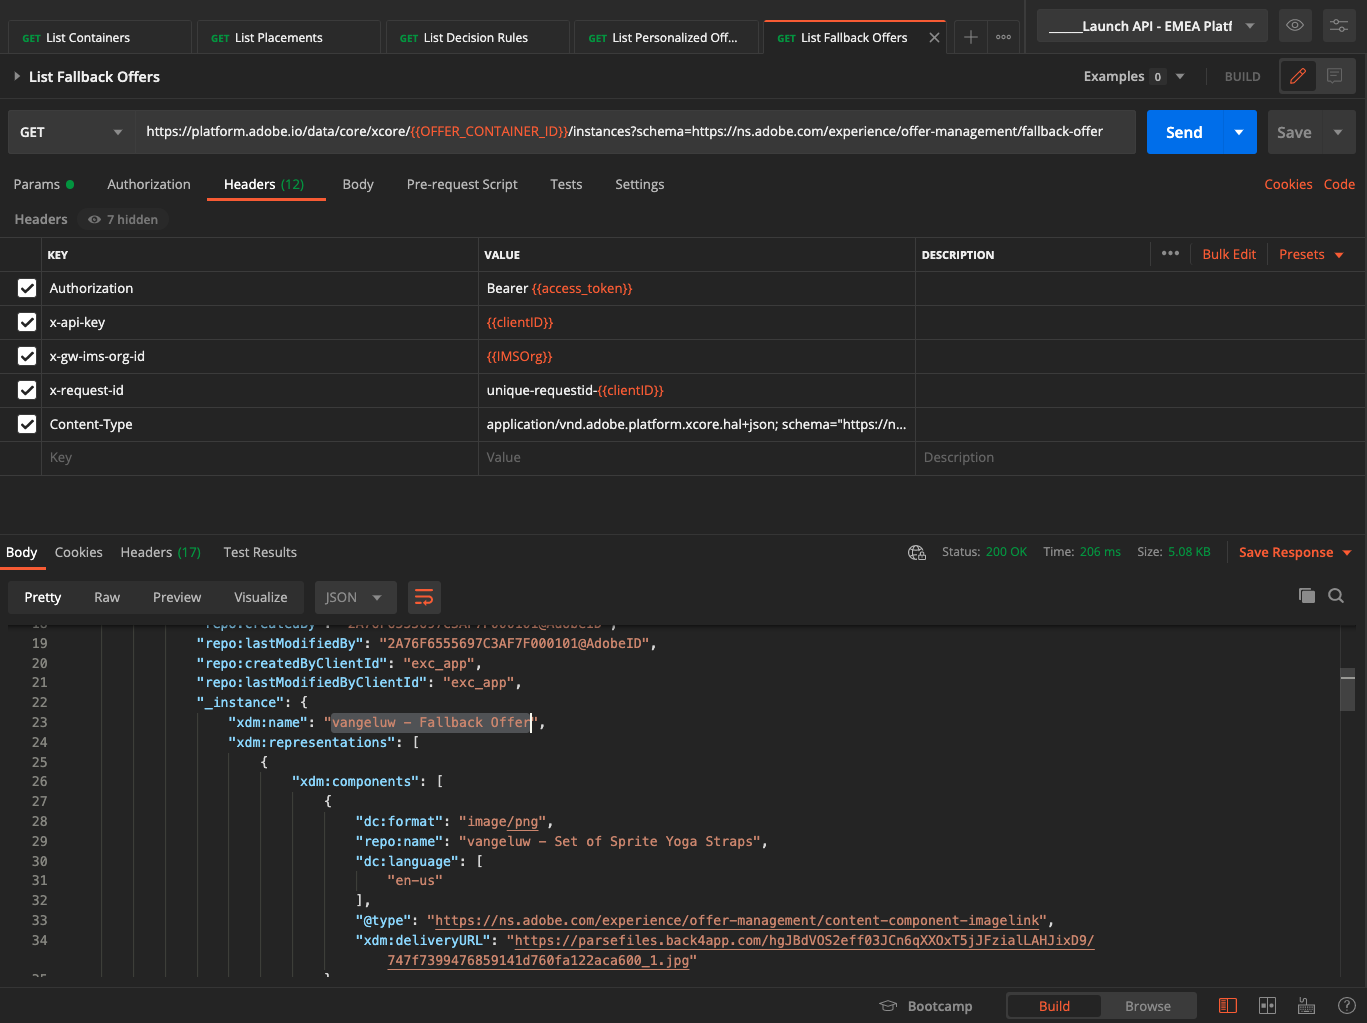 GET List Containers
GET List Placements
GET List Decision Rules
GET List Personalized Off...
GET List Fallback Offers
_____Launch API - EMEA Platf
List Fallback Offers
Examples 0
BUILD
GET
https://platform.adobe.io/data/core/xcore/{{OFFER_CONTAINER_ID}}/instances?schema=https://ns.adobe.com/experience/offer-management/fallback-offer
Send
Save
Params
Authorization
Headers (12)
Body
Pre-request Script
Tests
Settings
Cookies
Code
Headers
7 hidden
KEY
VALUE
DESCRIPTION
Bulk Edit
Presets
Authorization
Bearer {{access_token}}
x-api-key
{{clientID}}
x-gw-ims-org-id
{{IMSOrg}}
x-request-id
unique-requestid-{{clientID}}
Content-Type
application/vnd.adobe.platform.xcore.hal+json; schema="https://n...
Key
Value
Description
Body
Cookies
Headers (17)
Test Results
Status: 200 OK
Time: 206 ms
Size: 5.08 KB
Save Response
Pretty
Raw
Preview
Visualize
JSON
19 "repo:lastModifiedBy": "2A76F6555697C3AF7F000101@AdobeID",
20 "repo:createdByClientId": "exc_app",
21 "repo:lastModifiedByClientId": "exc_app",
22 "_instance": {
23 "xdm:name": "vangeluw - Fallback Offer",
24 "xdm:representations": [
25 {
26 "xdm:components": [
27 {
28 "dc:format": "image/png",
29 "repo:name": "vangeluw - Set of Sprite Yoga Straps",
30 "dc:language": [
31 "en-us"
32 ],
33 "@type": "https://ns.adobe.com/experience/offer-management/content-component-imagelink",
34 "xdm:deliveryURL": "https://parsefiles.back4app.com/hgJBdVOS2eff03JCn6qXXOxT5jJFzialLAHJixD9/
747f7399476859141d760fa122aca600_1.jpg"
Bootcamp
Build
Browse